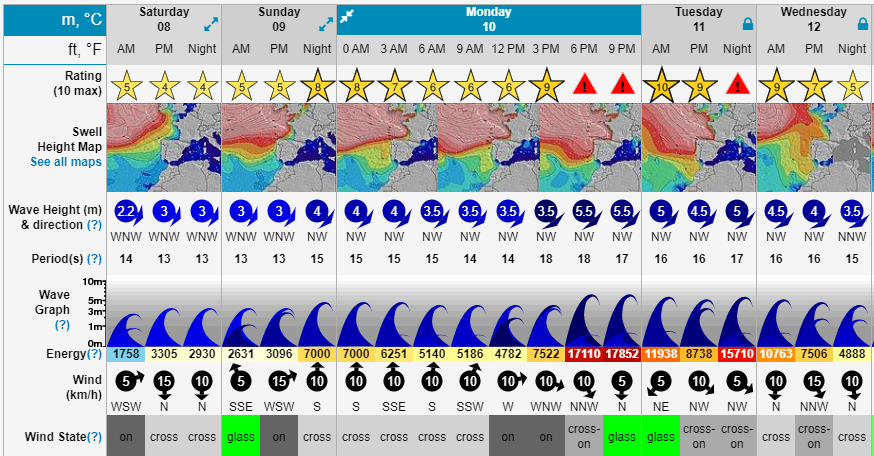 m, °C Saturday 08 Sunday 09 Monday 10 Tuesday 11 Wednesday 12
ft, °F AM PM Night AM PM Night 0 AM 3 AM 6 AM 9 AM 12 PM 3 PM 6 PM 9 PM AM PM Night AM PM Night
Rating
(10 max) 5 4 4 5 5 8 8 7 6 6 6 9 ! ! 10 9 ! 9 7 5
Swell
Height Map
See all maps
Wave Height (m) 2.2 3 3 3 3 4 4 4 3.5 3.5 3.5 3.5 5.5 5.5 5 4.5 5 4.5 4 3.5
& direction (?) WNW WNW WNW WNW WNW NW NW NW NW NW NW NW NW NW NW NW NW NW NW NNW
Period(s) (?) 14 13 13 13 13 15 15 15 15 14 14 18 18 17 16 16 17 16 16 15
Wave
Graph
(?)
10m
5m
3m
1m
0m
Energy(?) 1758 3305 2930 2631 3096 7000 7000 6251 5140 5186 4782 7522 17110 17852 11938 8738 15710 10763 7506 4888
Wind
(km/h) 5 15 10 5 15 10 10 10 10 10 10 10 10 5 5 10 5 10 15 10
WSW N N SSE WSW S S SSE S SSW W WNW NNW N NE NW NW N NNW N
Wind State(?) on cross cross glass on cross cross cross cross cross on on cross-on glass glass cross-on cross-on cross cross-on cross